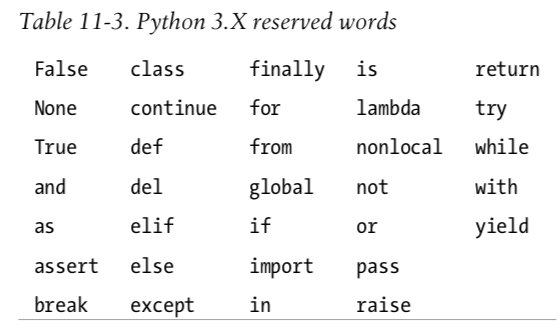 Table 11-3. Python 3.X reserved words
False class finally is return
None continue for lambda try
True def from nonlocal while
and del global not with
as elif if or yield
assert else import pass
break except in raise